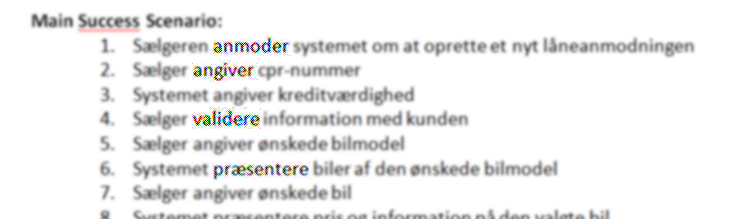 Main Success Scenario:
1. Sælgeren anmoder systemet om at oprette et nyt låneanmodningen
2. Sælger angiver cpr-nummer
3. Systemet angiver kreditværdighed
4. Sælger validere information med kunden
5. Sælger angiver ønskede bilmodel
6. Systemet præsentere biler af den ønskede bilmodel
7. Sælger angiver ønskede bil
8. Systemet præsentere pris og information på den valgte bil